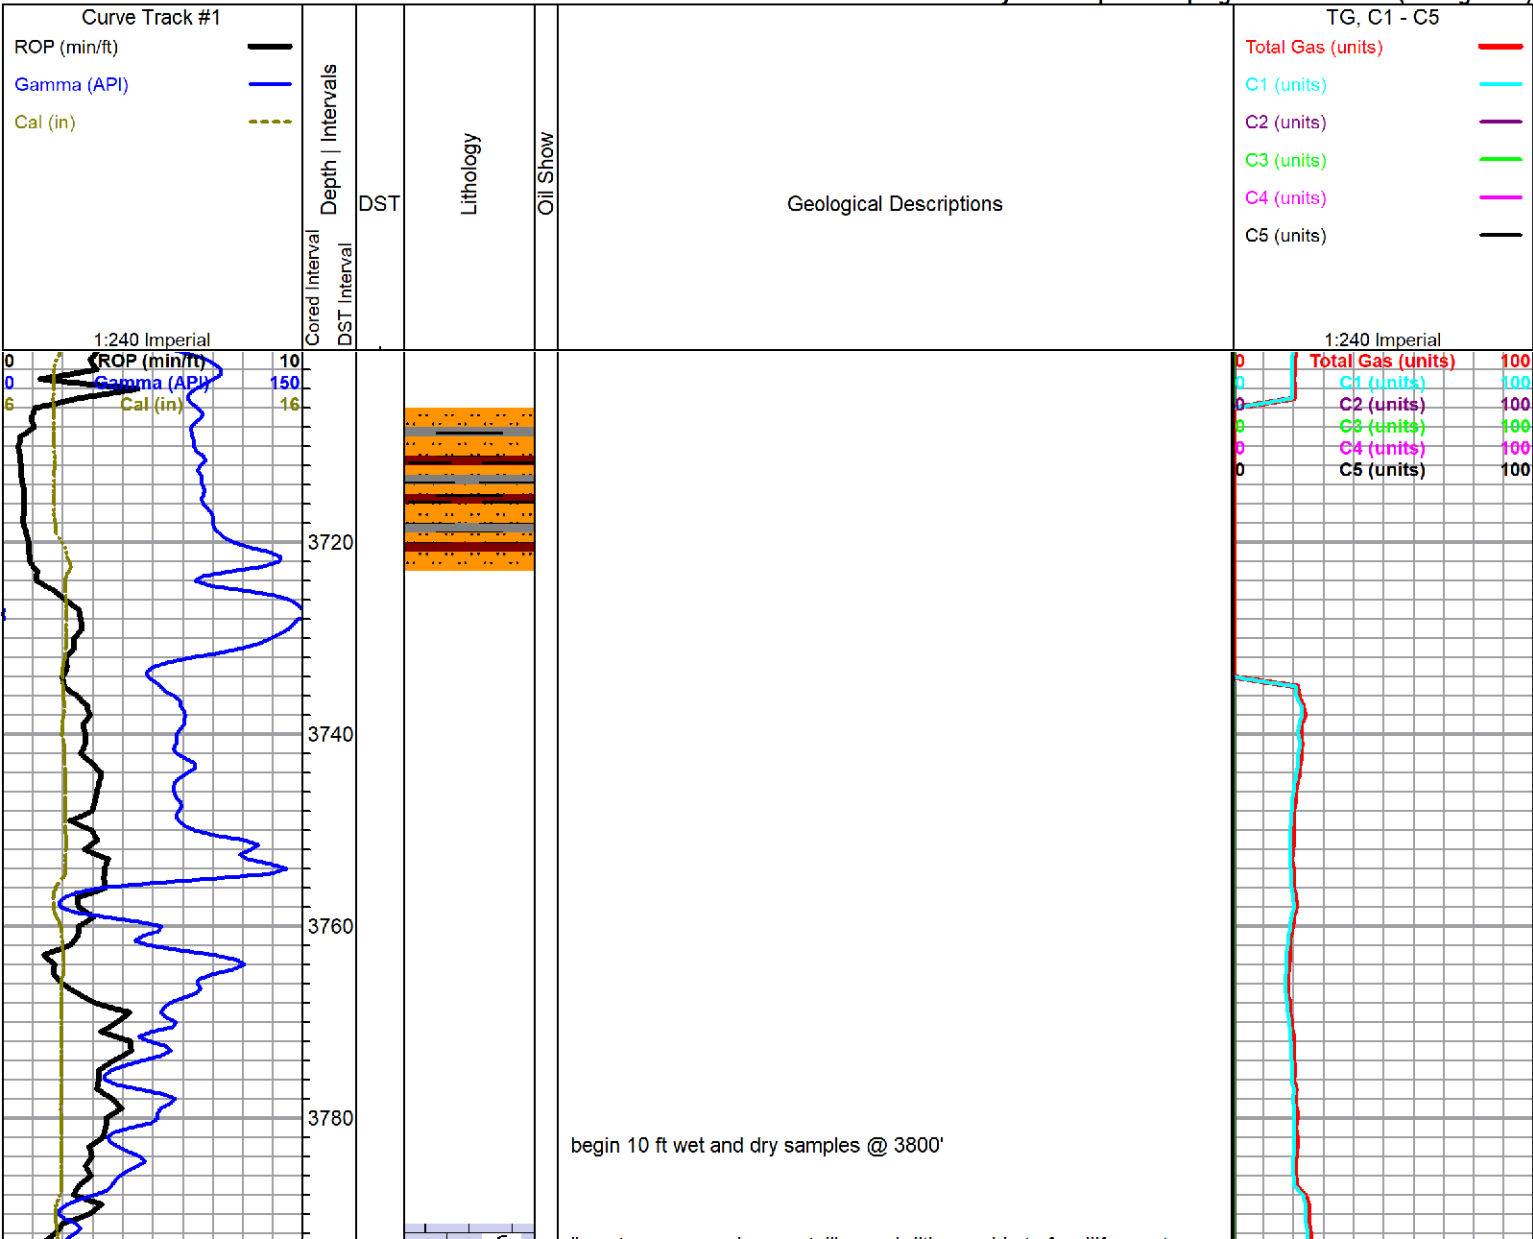 Curve Track #1
ROP (min/ft)
Gamma (API)
Cal (in)
1:240 Imperial
Depth | Intervals
Cored Interval
DST Interval
DST
Lithology
Oil Show
Geological Descriptions
TG, C1 - C5
Total Gas (units)
C1 (units)
C2 (units)
C3 (units)
C4 (units)
C5 (units)
1:240 Imperial
0 ROP (min/ft) 10
0 Gamma (API) 150
6 Cal (in) 16
0 Total Gas (units) 100
0 C1 (units) 100
0 C2 (units) 100
0 C3 (units) 100
0 C4 (units) 100
0 C5 (units) 100
3720
3740
3760
3780
begin 10 ft wet and dry samples @ 3800'